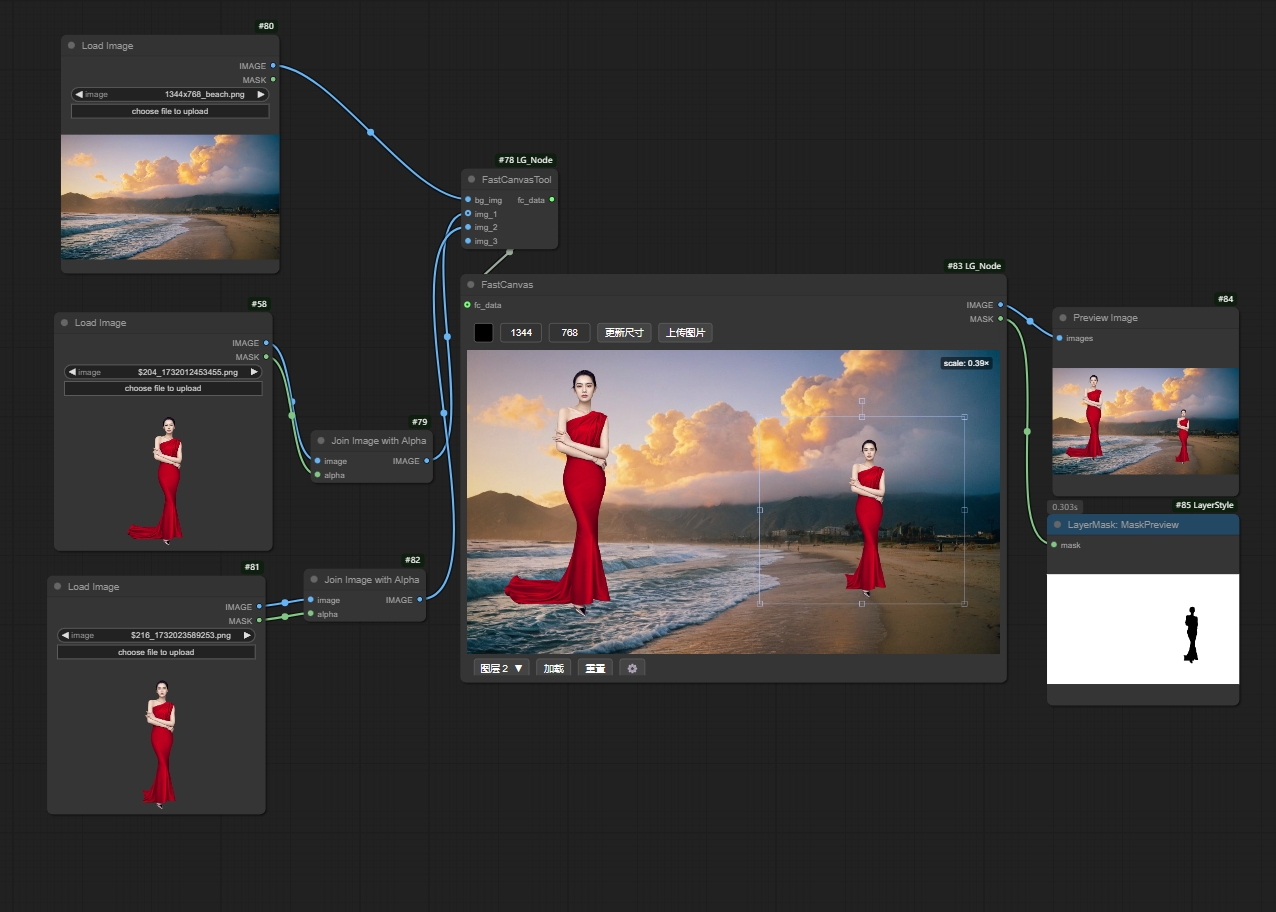 #80
Load Image
IMAGE
MASK
◀ image 1344x768_beach.png ▶
choose file to upload
#58
Load Image
IMAGE
MASK
◀ image $204_1732012453455.png ▶
choose file to upload
#81
Load Image
IMAGE
MASK
◀ image $216_1732023589253.png ▶
choose file to upload
#79
Join Image with Alpha
image IMAGE
alpha
#82
Join Image with Alpha
image IMAGE
alpha
#78 LG_Node
FastCanvasTool
bg_img fc_data
img_1
img_2
img_3
#83 LG_Node
FastCanvas
fc_data IMAGE
MASK
1344 768 更新尺寸 上传图片
scale: 0.39×
图层 2 ▼ 加载 重置
#84
Preview Image
images
0.303s #85 LayerStyle
LayerMask: MaskPreview
mask